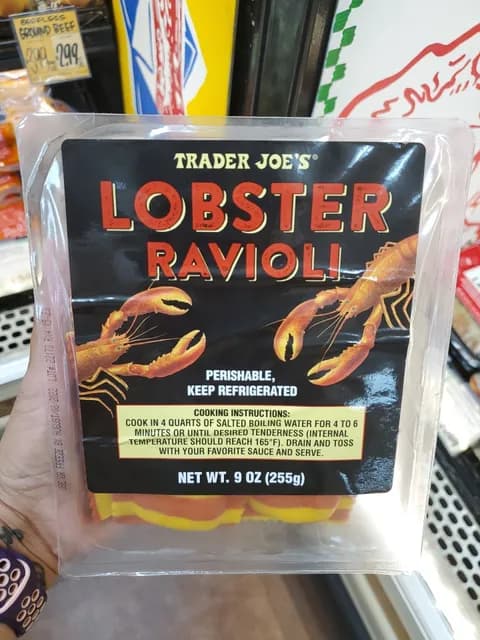 BEEFLESS
GROUND BEEF
2.99
TRADER JOE'S®
LOBSTER
RAVIOLI
PERISHABLE,
KEEP REFRIGERATED
COOKING INSTRUCTIONS:
COOK IN 4 QUARTS OF SALTED BOILING WATER FOR 4 TO 6
MINUTES OR UNTIL DESIRED TENDERNESS (INTERNAL
TEMPERATURE SHOULD REACH 165°F). DRAIN AND TOSS
WITH YOUR FAVORITE SAUCE AND SERVE.
NET WT. 9 OZ (255g)